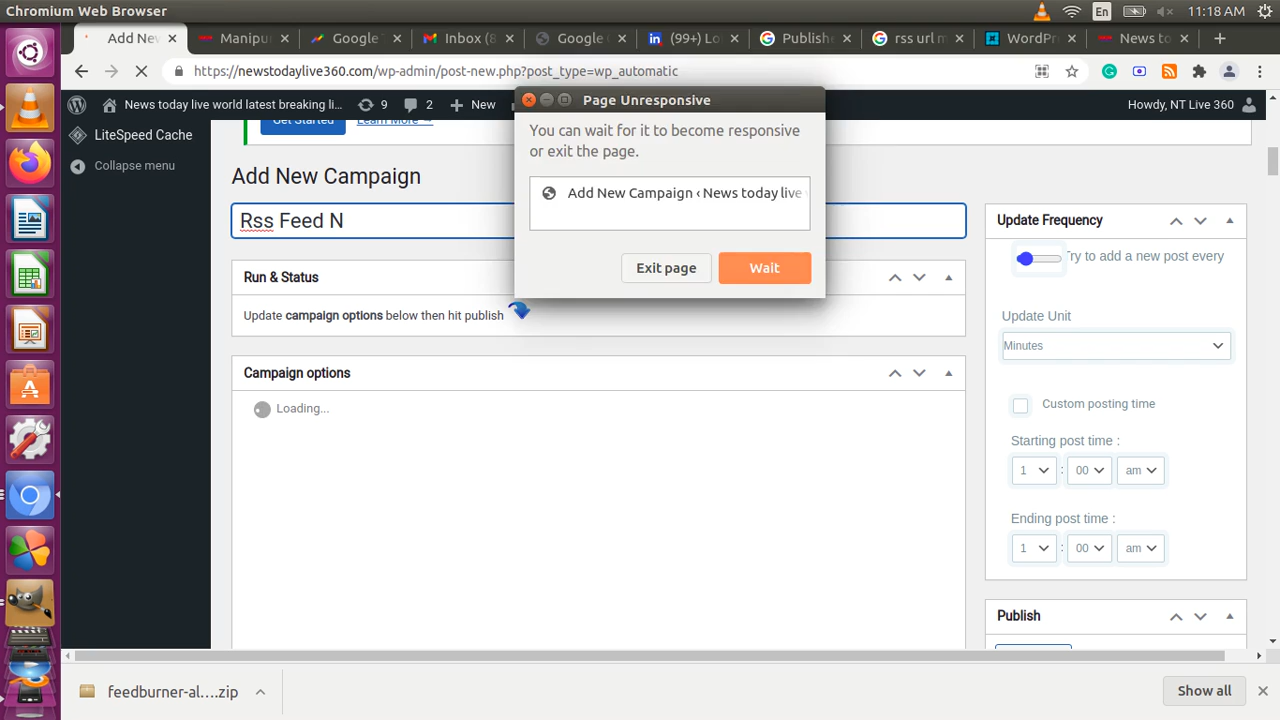 Chromium Web Browser
En
11:18 AM
Add Nev
Manipur
Google
Inbox (8
Google
(99+) Lo
Publishe
rss url m
WordPr
News to
https://newstodaylive360.com/wp-admin/post-new.php?post_type=wp_automatic
News today live world latest breaking li...
9
2
New
Howdy, NT Live 360
LiteSpeed Cache
Collapse menu
Get Started
Learn More →
Page Unresponsive
You can wait for it to become responsive
or exit the page.
Add New Campaign ‹ News today live
Exit page
Wait
Add New Campaign
Rss Feed N
Run & Status
Update campaign options below then hit publish
Campaign options
Loading...
Update Frequency
Try to add a new post every
Update Unit
Minutes
Custom posting time
Starting post time :
1 : 00 am
Ending post time :
1 : 00 am
Publish
feedburner-al....zip
Show all